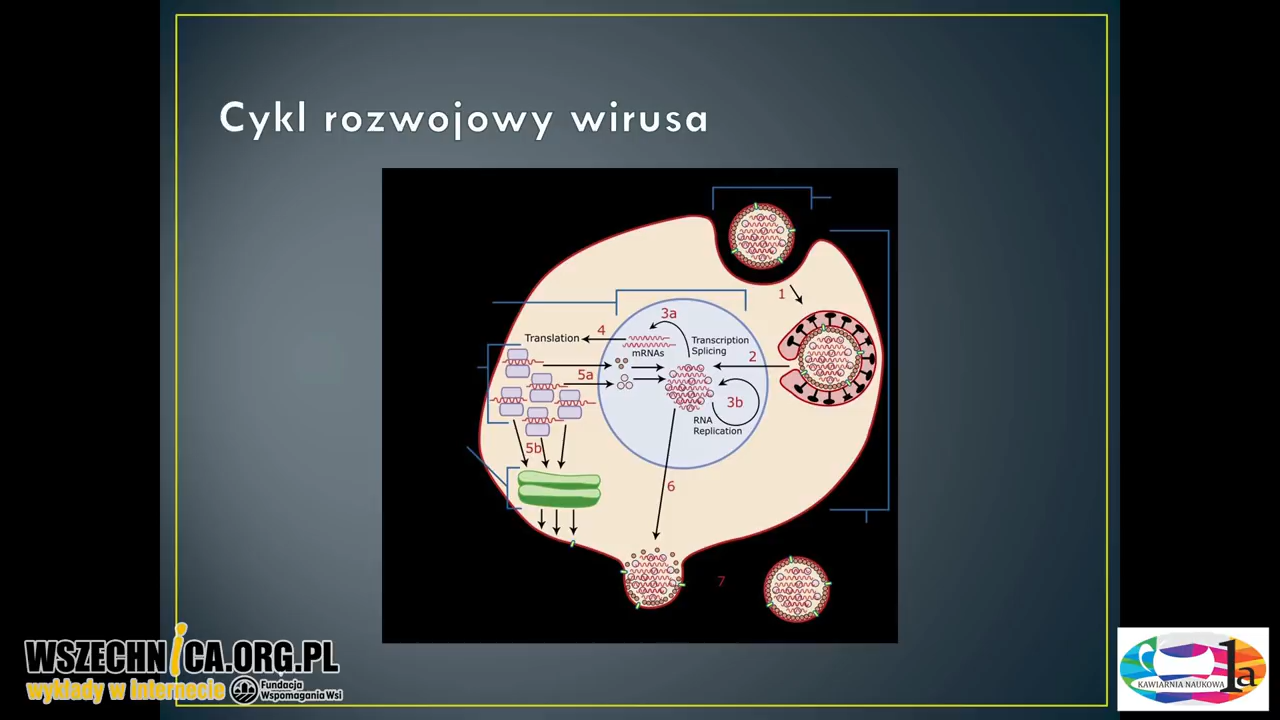 Cykl rozwojowy wirusa
1
3a
4
Translation
mRNAs
Transcription
Splicing
2
5a
3b
RNA
Replication
5b
6
7
WSZECHNICA.ORG.PL
wykłady w internecie
Fundacja
Wspomagania Wsi
KAWIARNIA NAUKOWA
1a